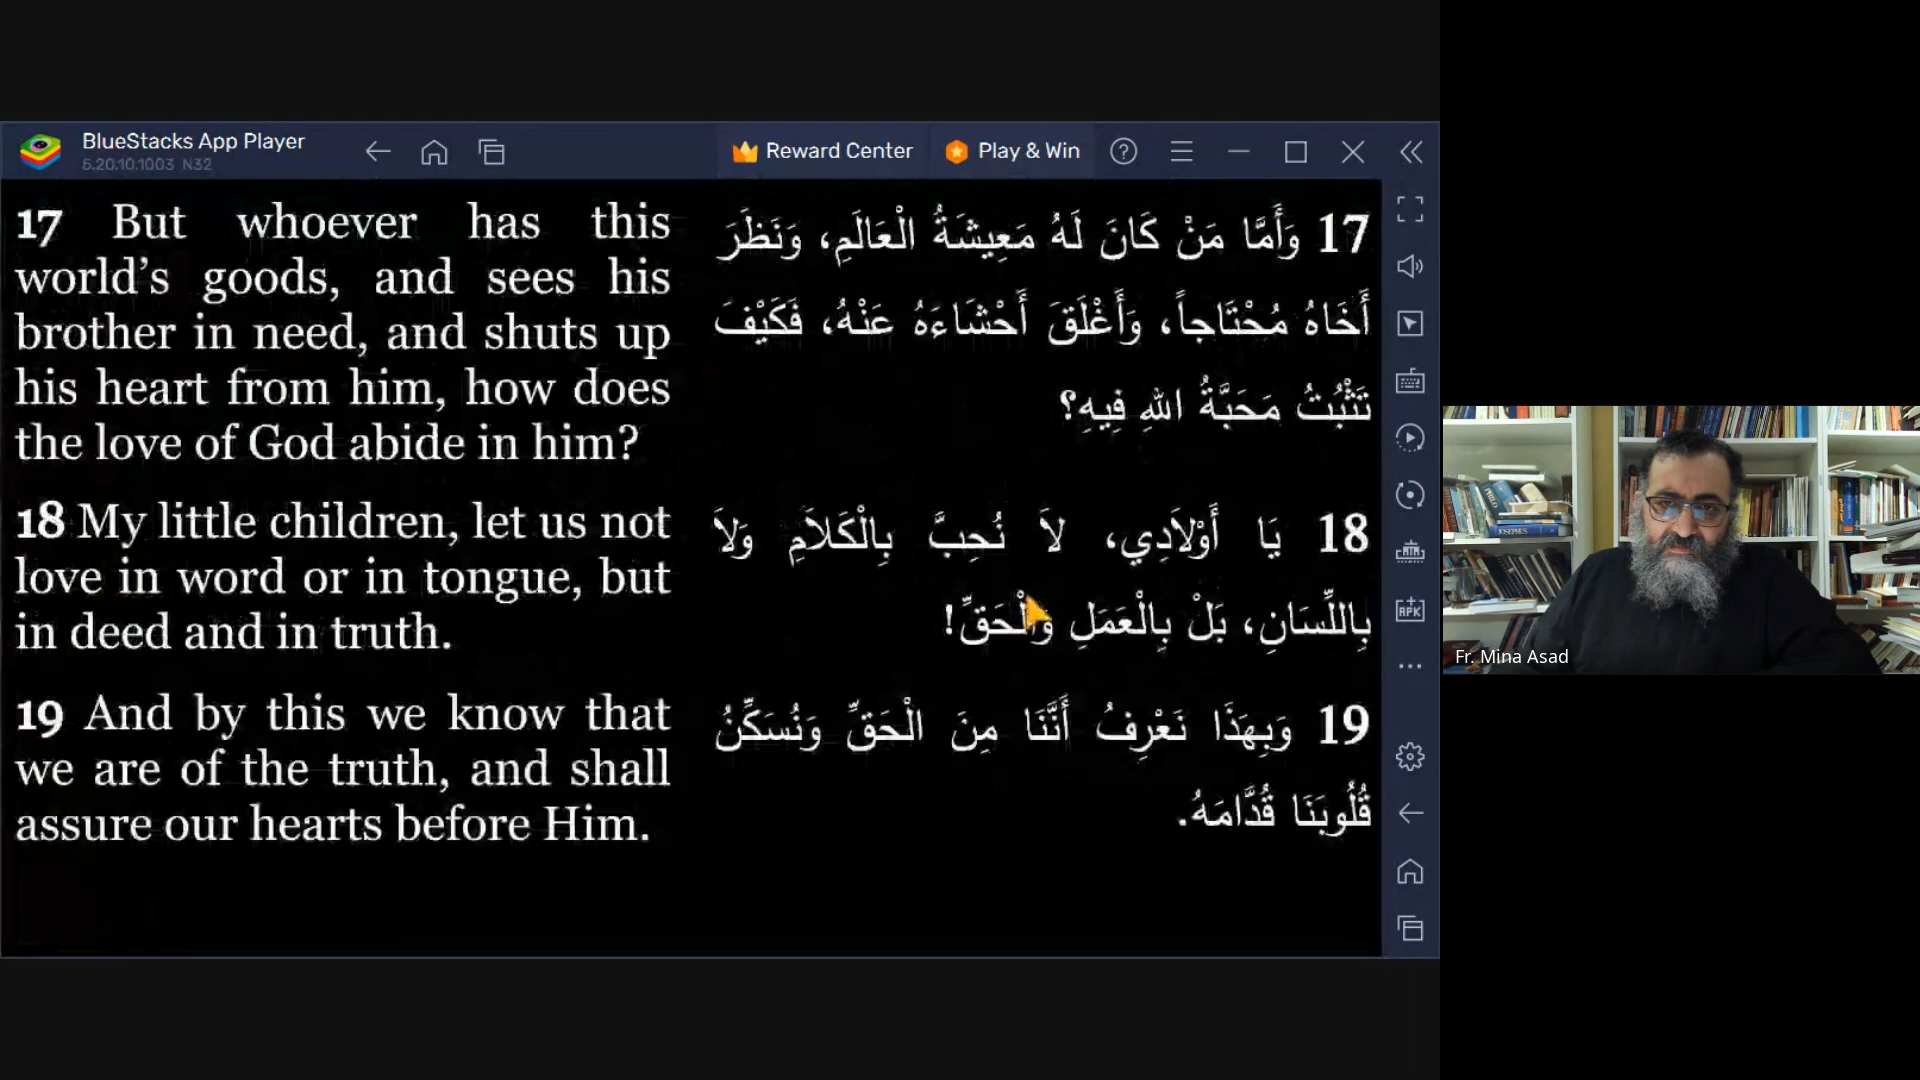 BlueStacks App Player
5.20.10.1003 N32
Reward Center
Play & Win
17 But whoever has this
world's goods, and sees his
brother in need, and shuts up
his heart from him, how does
the love of God abide in him?
18 My little children, let us not
love in word or in tongue, but
in deed and in truth.
19 And by this we know that
we are of the truth, and shall
assure our hearts before Him.
17 وَأَمَّا مَنْ كَانَ لَهُ مَعِيشَةُ الْعَالَمِ، وَنَظَرَ
أَخَاهُ مُحْتَاجاً، وَأَغْلَقَ أَحْشَاءَهُ عَنْهُ، فَكَيْفَ
تَثْبُتُ مَحَبَّةُ اللهِ فِيهِ؟
18 يَا أَوْلاَدِي، لاَ نُحِبَّ بِالْكَلاَمِ وَلاَ
بِاللِّسَانِ، بَلْ بِالْعَمَلِ وَالْحَقِّ!
19 وَبِهَذَا نَعْرِفُ أَنَّنَا مِنَ الْحَقِّ وَنُسَكِّنُ
قُلُوبَنَا قُدَّامَهُ.
APK
Fr. Mina Asad